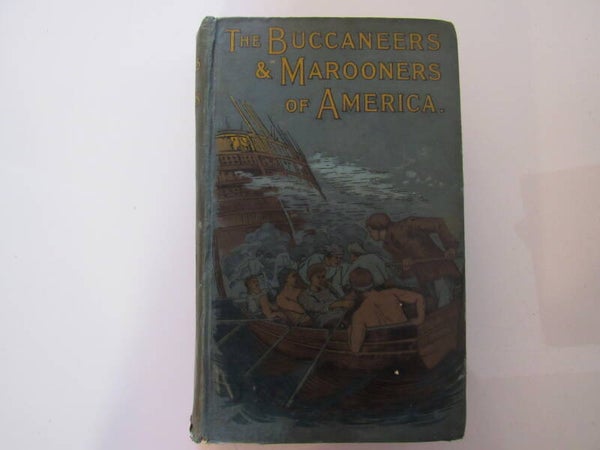 THE BUCCANEERS
& MAROONERS
OF AMERICA.